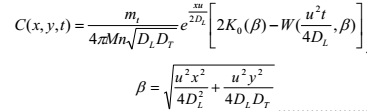 C(x,y,t) = \frac{m_t}{4\pi Mn\sqrt{D_L D_T}} e^{\frac{xu}{2D_L}} \left[ 2K_0(\beta) - W(\frac{u^2 t}{4D_L}, \beta) \right]
\beta = \sqrt{\frac{u^2 x^2}{4D_L^2} + \frac{u^2 y^2}{4D_L D_T}}